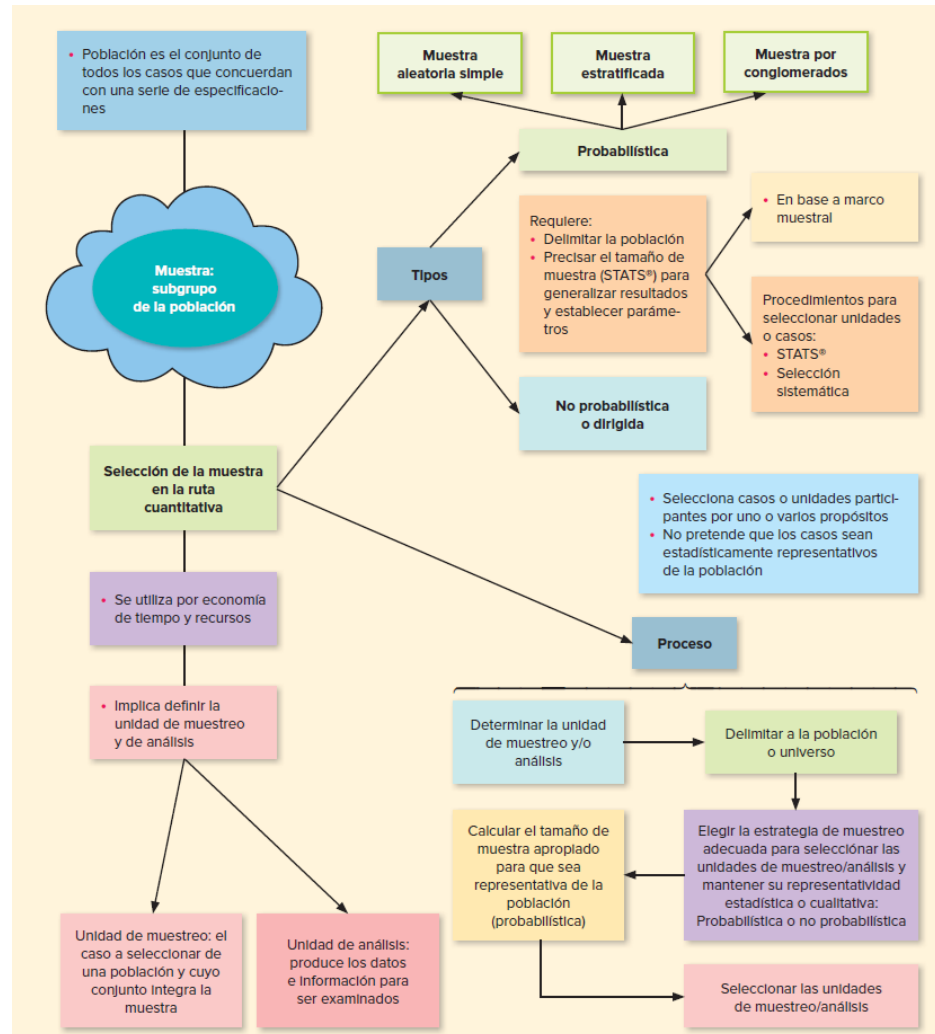 • Población es el conjunto de
todos los casos que concuerdan
con una serie de especificacio-
nes
Muestra:
subgrupo
de la población
Selección de la muestra
en la ruta
cuantitativa
• Se utiliza por economía
de tiempo y recursos
• Implica definir la
unidad de muestreo
y de análisis
Unidad de muestreo: el
caso a seleccionar de
una población y cuyo
conjunto integra la
muestra
Unidad de análisis:
produce los datos
e información para
ser examinados
Tipos
Muestra
aleatoria simple
Muestra
estratificada
Muestra por
conglomerados
Probabilística
Requiere:
• Delimitar la población
• Precisar el tamaño de
muestra (STATS®) para
generalizar resultados
y establecer paráme-
tros
• En base a marco
muestral
Procedimientos para
seleccionar unidades
o casos:
• STATS®
• Selección
sistemática
No probabilística
o dirigida
• Selecciona casos o unidades partici-
pantes por uno o varios propósitos
• No pretende que los casos sean
estadísticamente representativos
de la población
Proceso
Determinar la unidad
de muestreo y/o
análisis
Delimitar a la población
o universo
Elegir la estrategia de muestreo
adecuada para selecciónar las
unidades de muestreo/análisis y
mantener su representatividad
estadística o cualitativa:
Probabilística o no probabilística
Calcular el tamaño de
muestra apropiado
para que sea
representativa de la
población
(probabilística)
Seleccionar las unidades
de muestreo/análisis